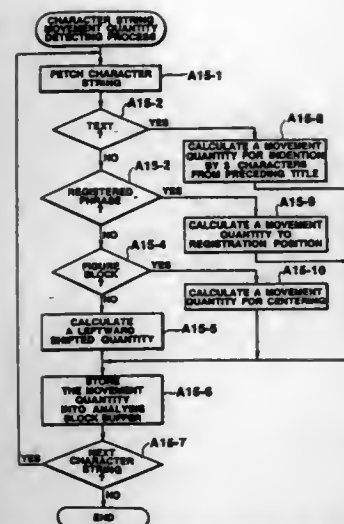 CHARACTER STRING
MOVEMENT QUANTITY
DETECTING PROCESS
FETCH CHARACTER
STRING
A15-1
A15-2
TEXT
?
YES
NO
A15-8
CALCULATE A MOVEMENT
QUANTITY FOR INDENTION
BY 3 CHARACTERS
FROM PRECEDING TITLE
A15-2
REGISTERED
PHRASE
?
YES
NO
A15-9
CALCULATE A MOVEMENT
QUANTITY TO
REGISTRATION POSITION
A15-4
FIGURE
BLOCK
?
YES
NO
A15-10
CALCULATE A MOVEMENT
QUANTITY FOR CENTERING
CALCULATE
A LEFTWARD
SHIFTED QUANTITY
A15-5
STORE
THE MOVEMENT
QUANTITY
INTO ANALYSIS
BLOCK BUFFER
A15-6
NEXT
CHARACTER
STRING
?
A15-7
YES
NO
END